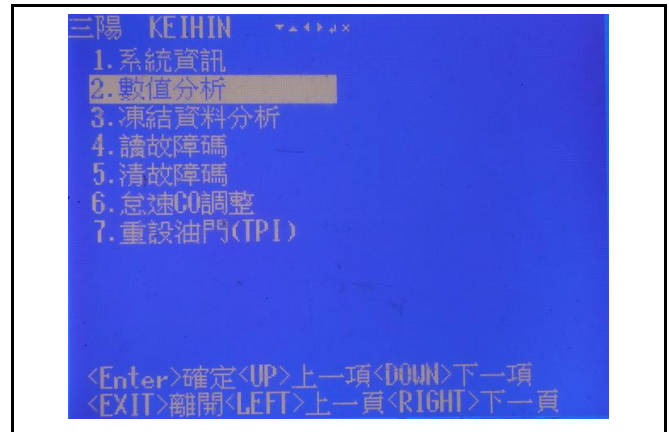 三陽 KEIHIN ▼▲◀▶↲×
1.系統資訊
2.數值分析
3.凍結資料分析
4.讀故障碼
5.清故障碼
6.怠速CO調整
7.重設油門(TPI)
<Enter>確定<UP>上一項<DOWN>下一項
<EXIT>離開<LEFT>上一頁<RIGHT>下一頁